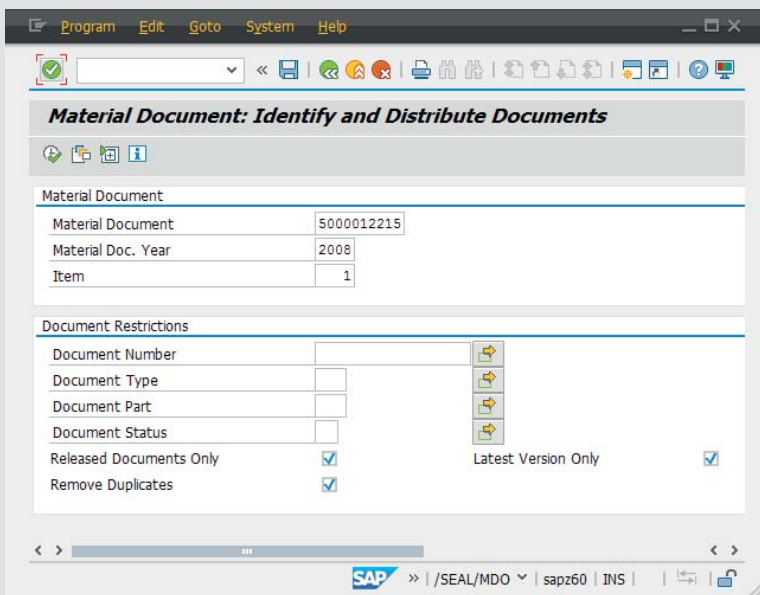 Program Edit Goto System Help
Material Document: Identify and Distribute Documents
Material Document
Material Document 5000012215
Material Doc. Year 2008
Item 1
Document Restrictions
Document Number
Document Type
Document Part
Document Status
Released Documents Only Latest Version Only
Remove Duplicates
SAP » | /SEAL/MDO | sapz60 | INS |